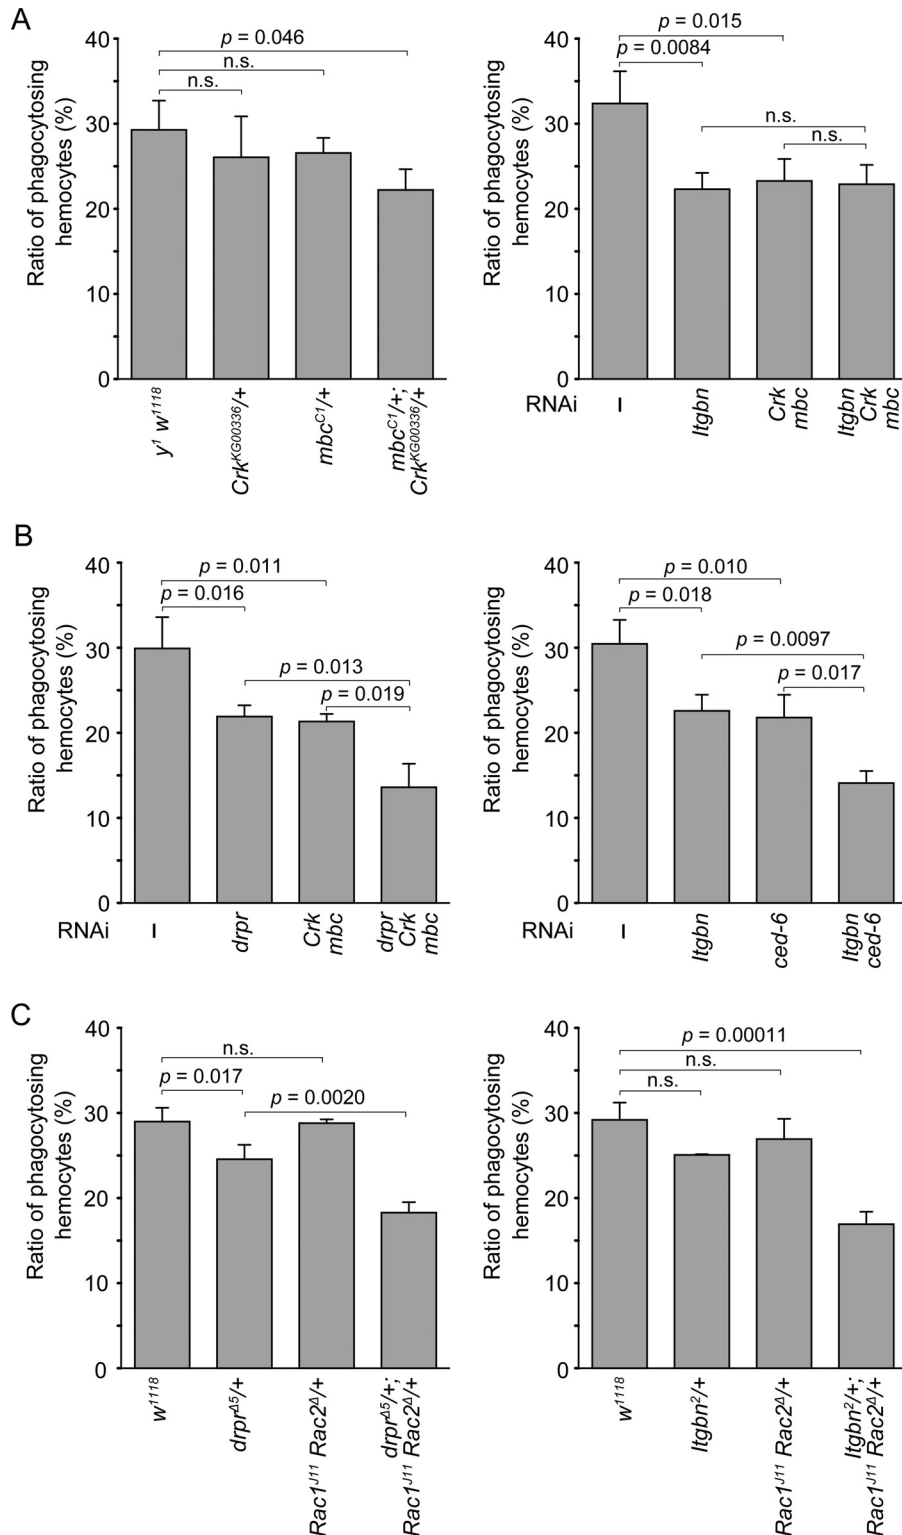 A
Ratio of phagocytosing
hemocytes (%)
40
30
20
10
0
p = 0.046
n.s.
n.s.
y¹ w¹¹¹⁸
Crkᴷᴳ⁰⁰³³⁶/+
mbcᶜ¹/+
mbcᶜ¹/+;
Crkᴷᴳ⁰⁰³³⁶/+
Ratio of phagocytosing
hemocytes (%)
40
30
20
10
0
p = 0.015
p = 0.0084
n.s.
n.s.
RNAi
-
Itgbn
Crk
mbc
Itgbn
Crk
mbc
B
Ratio of phagocytosing
hemocytes (%)
40
30
20
10
0
p = 0.011
p = 0.016
p = 0.013
p = 0.019
RNAi
-
drpr
Crk
mbc
drpr
Crk
mbc
Ratio of phagocytosing
hemocytes (%)
40
30
20
10
0
p = 0.010
p = 0.018
p = 0.0097
p = 0.017
RNAi
-
Itgbn
ced-6
Itgbn
ced-6
C
Ratio of phagocytosing
hemocytes (%)
40
30
20
10
0
n.s.
p = 0.017
p = 0.0020
w¹¹¹⁸
drprᐞ⁵/+
Rac1ᴶ¹¹ Rac2ᐞ/+
drprᐞ⁵/+;
Rac1ᴶ¹¹ Rac2ᐞ/+
Ratio of phagocytosing
hemocytes (%)
40
30
20
10
0
p = 0.00011
n.s.
n.s.
w¹¹¹⁸
Itgbn²/+
Rac1ᴶ¹¹ Rac2ᐞ/+
Itgbn²/+;
Rac1ᴶ¹¹ Rac2ᐞ/+